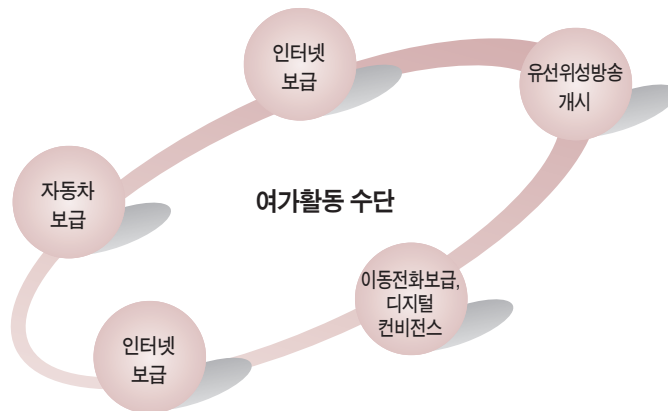 인터넷
보급
유선위성방송
개시
자동차
보급
여가활동 수단
이동전화보급,
디지털
컨비전스
인터넷
보급